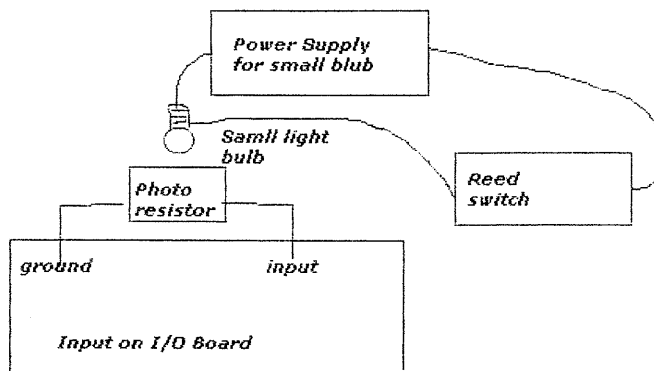 Power Supply
for small blub
Samll light
bulb
Reed
switch
Photo
resistor
ground
input
Input on I/O Board